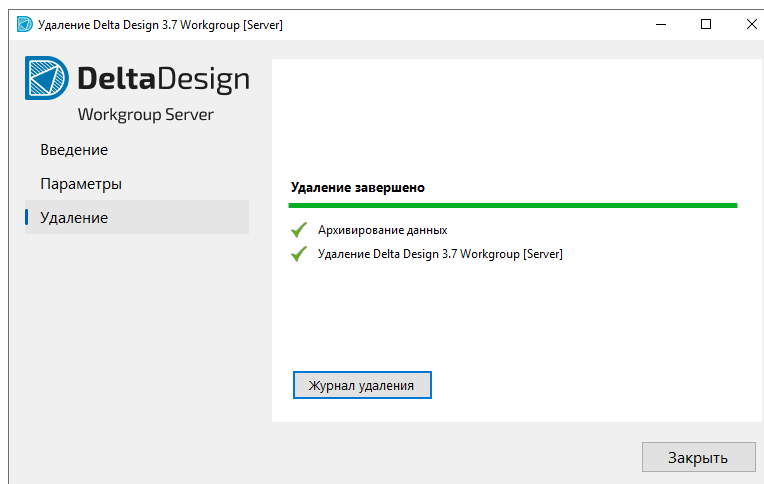 Удаление Delta Design 3.7 Workgroup [Server]
DeltaDesign
Workgroup Server
Введение
Параметры
Удаление
Удаление завершено
Архивирование данных
Удаление Delta Design 3.7 Workgroup [Server]
Журнал удаления
Закрыть